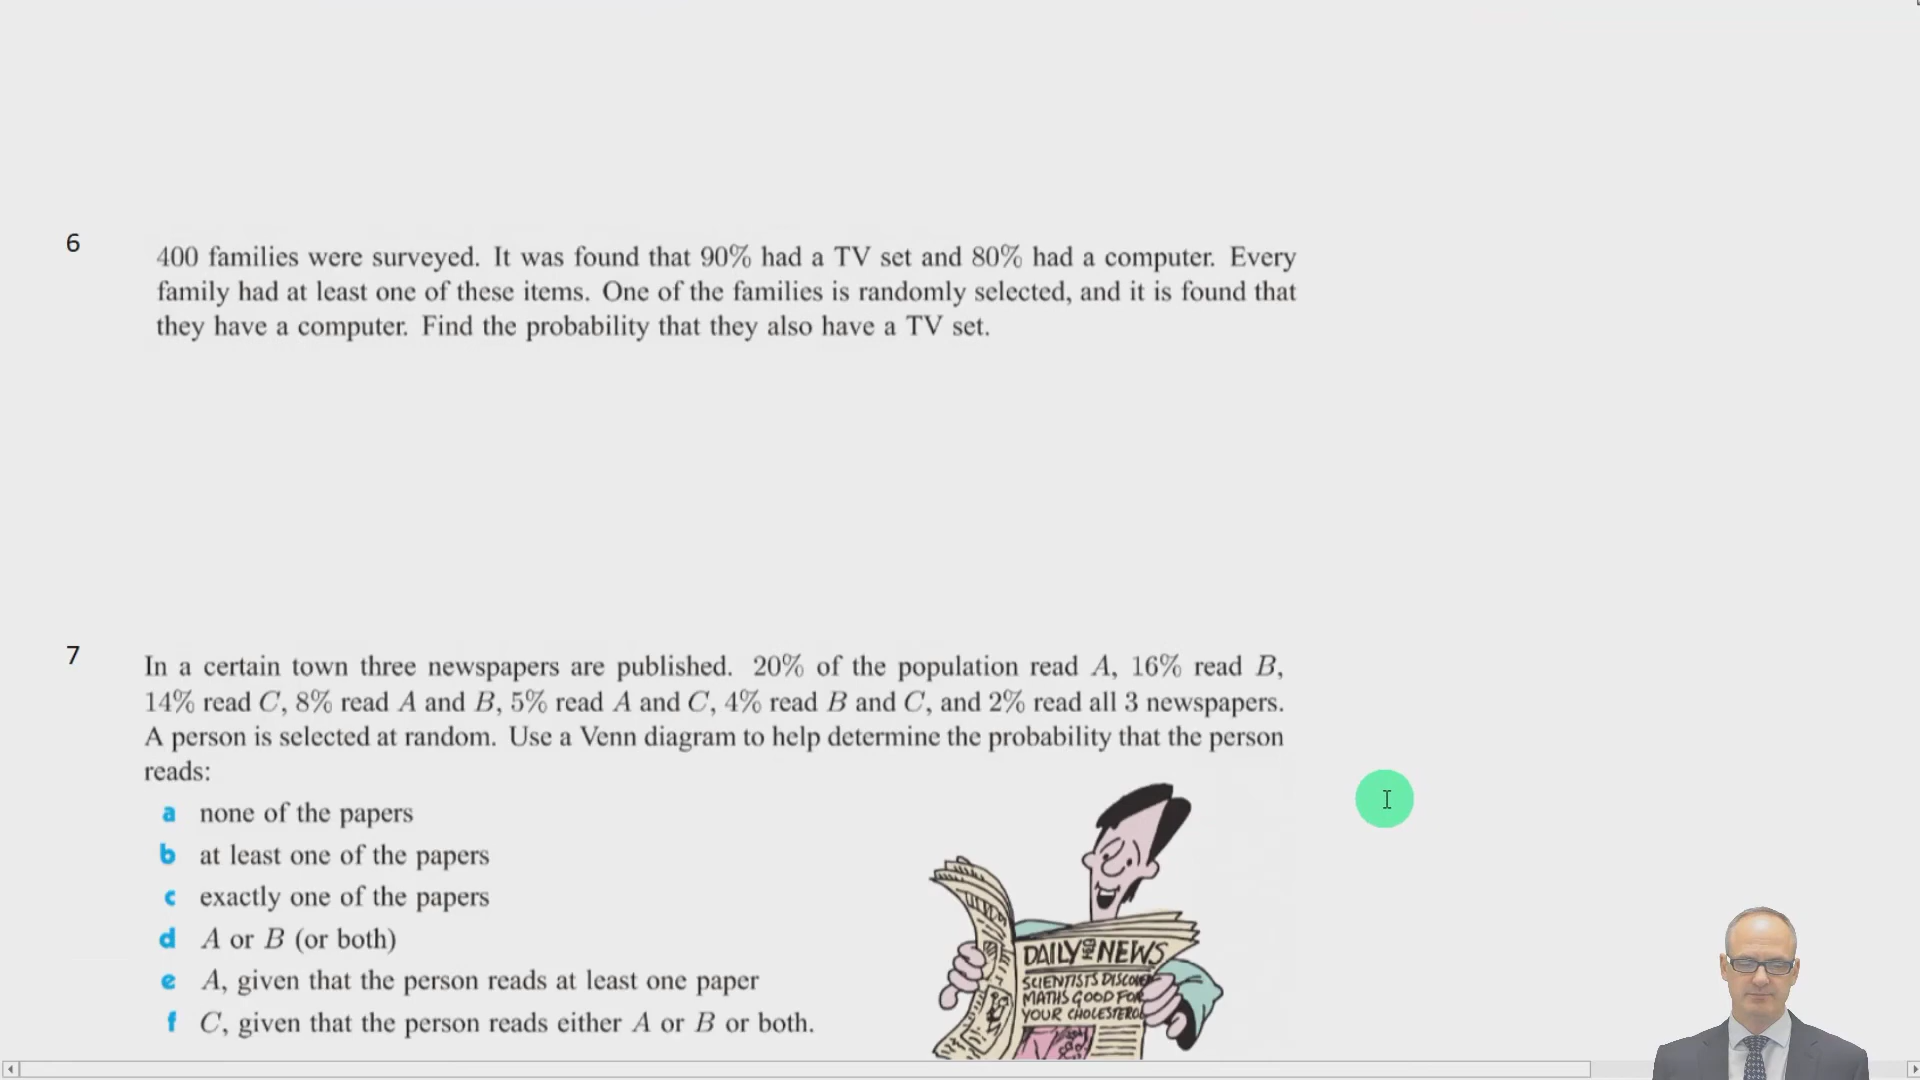 6
400 families were surveyed. It was found that 90% had a TV set and 80% had a computer. Every
family had at least one of these items. One of the families is randomly selected, and it is found that
they have a computer. Find the probability that they also have a TV set.
7
In a certain town three newspapers are published. 20% of the population read A, 16% read B,
14% read C, 8% read A and B, 5% read A and C, 4% read B and C, and 2% read all 3 newspapers.
A person is selected at random. Use a Venn diagram to help determine the probability that the person
reads:
a none of the papers
b at least one of the papers
c exactly one of the papers
d A or B (or both)
e A, given that the person reads at least one paper
f C, given that the person reads either A or B or both.
DAILY NEWS
SCIENTISTS DISCOVE
MATHS GOOD FOR
YOUR CHOLESTEROL